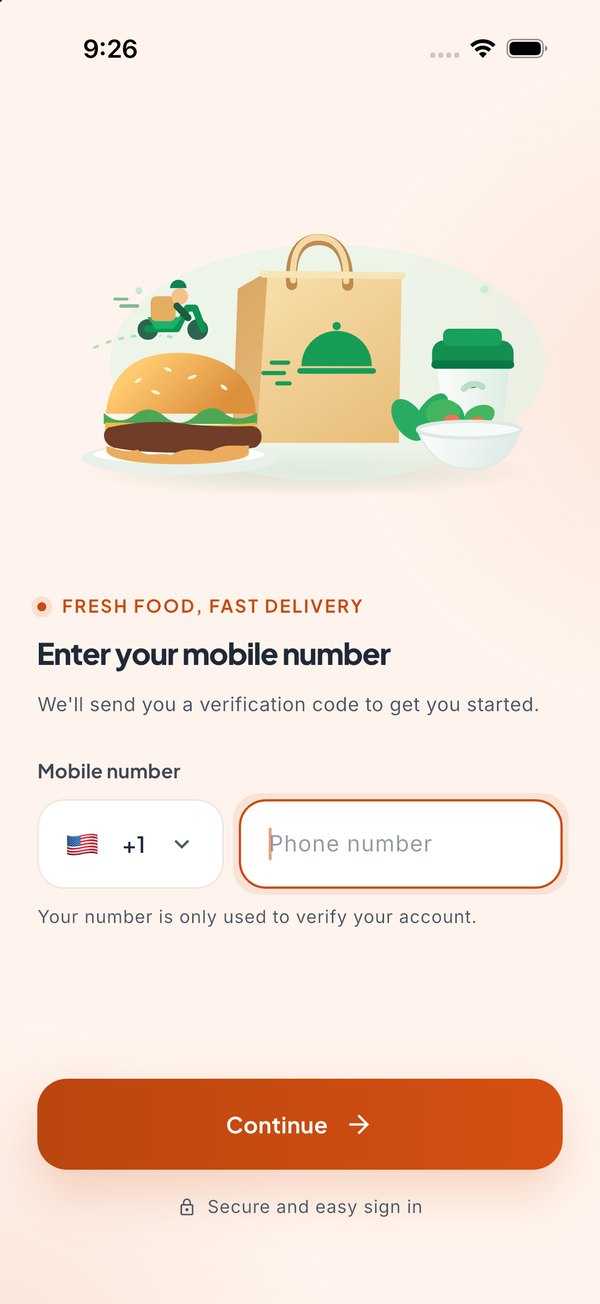 9:26
FRESH FOOD, FAST DELIVERY
Enter your mobile number
We'll send you a verification code to get you started.
Mobile number
+1
Phone number
Your number is only used to verify your account.
Continue
Secure and easy sign in